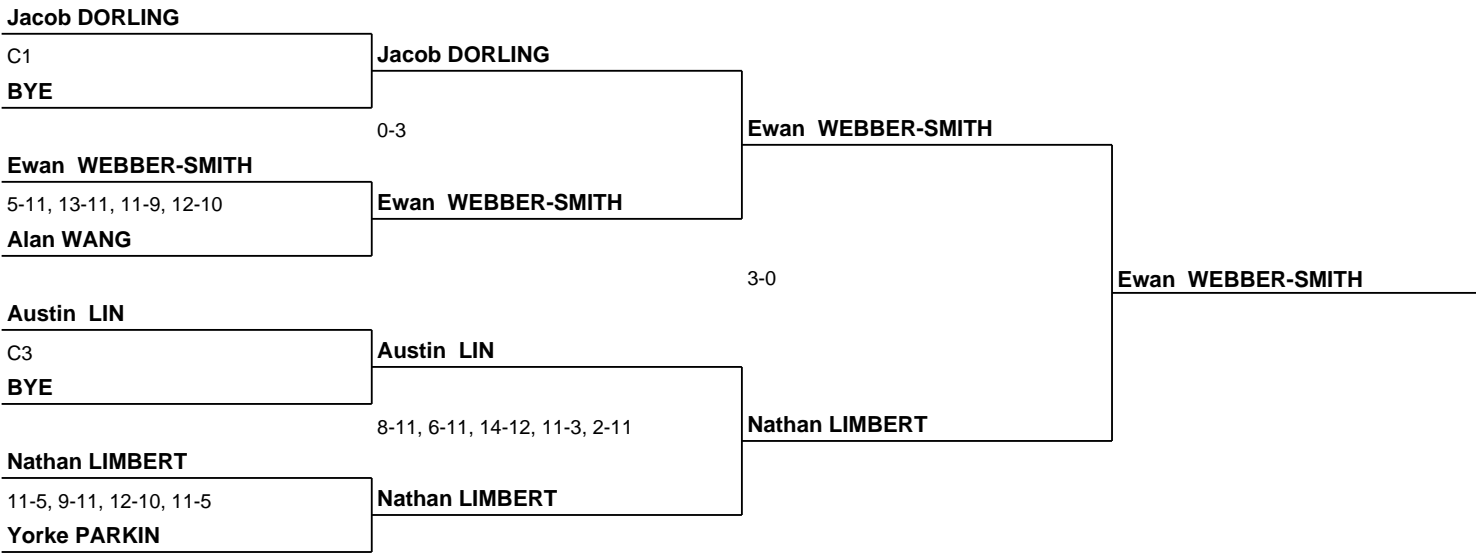 Jacob DORLING
C1
Jacob DORLING
BYE
0-3
Ewan WEBBER-SMITH
Ewan WEBBER-SMITH
5-11, 13-11, 11-9, 12-10
Ewan WEBBER-SMITH
Alan WANG
3-0
Ewan WEBBER-SMITH
Austin LIN
C3
Austin LIN
BYE
8-11, 6-11, 14-12, 11-3, 2-11
Nathan LIMBERT
Nathan LIMBERT
11-5, 9-11, 12-10, 11-5
Nathan LIMBERT
Yorke PARKIN